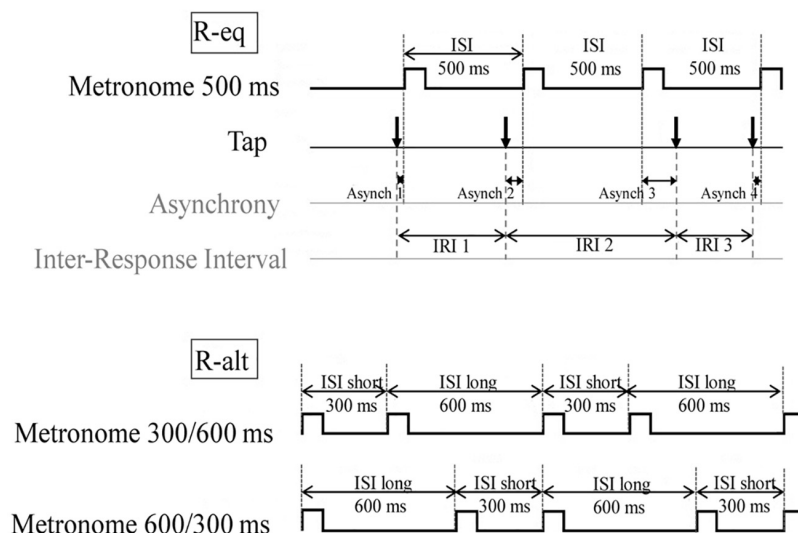 R-eq
ISI ISI ISI
500 ms 500 ms 500 ms
Metronome 500 ms
Tap
Asynch 1 Asynch 2 Asynch 3 Asynch 4
Asynchrony
IRI 1 IRI 2 IRI 3
Inter-Response Interval
R-alt
ISI short ISI long ISI short ISI long
300 ms 600 ms 300 ms 600 ms
Metronome 300/600 ms
ISI long ISI short ISI long ISI short
600 ms 300 ms 600 ms 300 ms
Metronome 600/300 ms